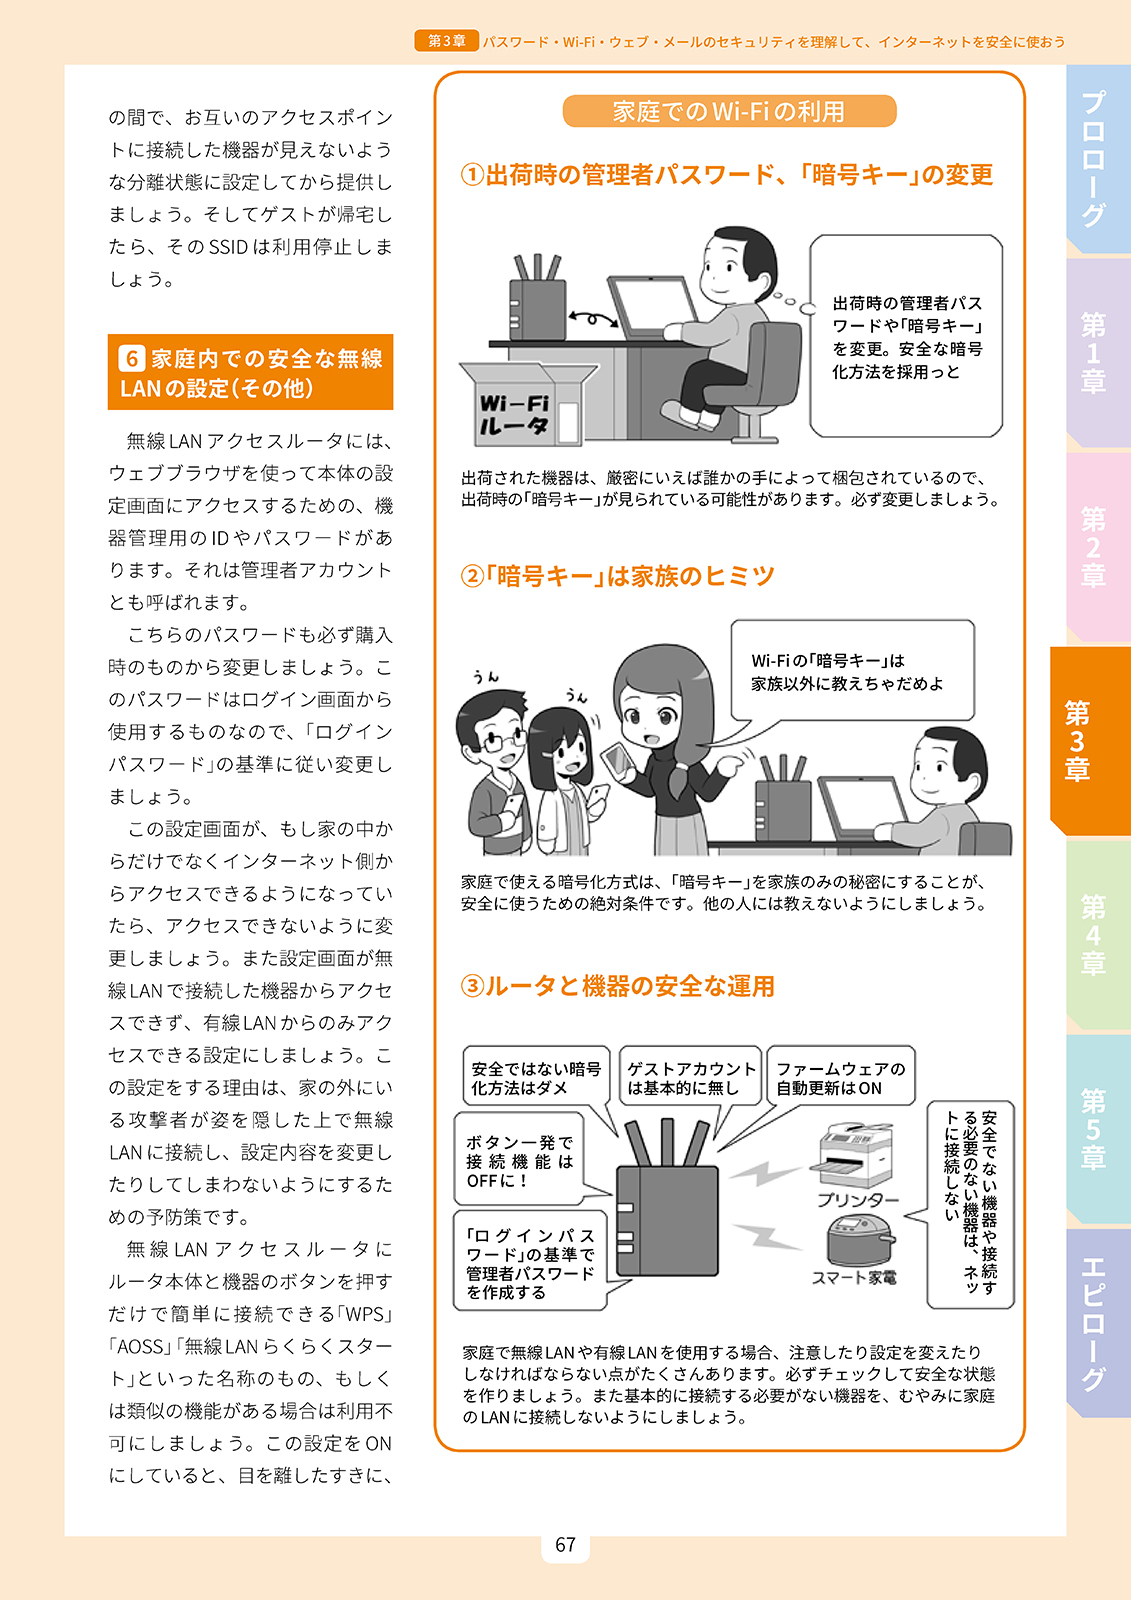 第3章 パスワード・Wi-Fi・ウェブ・メールのセキュリティを理解して、インターネットを安全に使おう
の間で、お互いのアクセスポイン
トに接続した機器が見えないよう
な分離状態に設定してから提供し
ましょう。そしてゲストが帰宅し
たら、そのSSIDは利用停止しま
しょう。
6 家庭内での安全な無線
LANの設定（その他）
無線LANアクセスルータには、
ウェブブラウザを使って本体の設
定画面にアクセスするための、機
器管理用のIDやパスワードがあ
ります。それは管理者アカウント
とも呼ばれます。
こちらのパスワードも必ず購入
時のものから変更しましょう。こ
のパスワードはログイン画面から
使用するものなので、「ログイン
パスワード」の基準に従い変更し
ましょう。
この設定画面が、もし家の中か
らだけでなくインターネット側か
らアクセスできるようになってい
たら、アクセスできないように変
更しましょう。また設定画面が無
線LANで接続した機器からアクセ
スできず、有線LANからのみアク
セスできる設定にしましょう。こ
の設定をする理由は、家の外にい
る攻撃者が姿を隠した上で無線
LANに接続し、設定内容を変更し
たりしてしまわないようにするた
めの予防策です。
無線LANアクセスルータに
ルータ本体と機器のボタンを押す
だけで簡単に接続できる「WPS」
「AOSS」「無線LANらくらくスター
ト」といった名称のもの、もしく
は類似の機能がある場合は利用不
可にしましょう。この設定をON
にしていると、目を離したすきに、
家庭でのWi-Fiの利用
①出荷時の管理者パスワード、「暗号キー」の変更
出荷時の管理者パス
ワードや「暗号キー」
を変更。安全な暗号
化方法を採用っと
Wi-Fi
ルータ
出荷された機器は、厳密にいえば誰かの手によって梱包されているので、
出荷時の「暗号キー」が見られている可能性があります。必ず変更しましょう。
②「暗号キー」は家族のヒミツ
うん
うん
Wi-Fiの「暗号キー」は
家族以外に教えちゃだめよ
家庭で使える暗号化方式は、「暗号キー」を家族のみの秘密にすることが、
安全に使うための絶対条件です。他の人には教えないようにしましょう。
③ルータと機器の安全な運用
安全ではない暗号
化方法はダメ
ゲストアカウント
は基本的に無し
ファームウェアの
自動更新はON
ボタン一発で
接続機能は
OFFに！
「ログインパス
ワード」の基準で
管理者パスワード
を作成する
プリンター
スマート家電
安全でない機器や接続す
る必要のない機器は、ネッ
トに接続しない
家庭で無線LANや有線LANを使用する場合、注意したり設定を変えたり
しなければならない点がたくさんあります。必ずチェックして安全な状態
を作りましょう。また基本的に接続する必要がない機器を、むやみに家庭
のLANに接続しないようにしましょう。
プロローグ
第1章
第2章
第3章
第4章
第5章
エピローグ
67